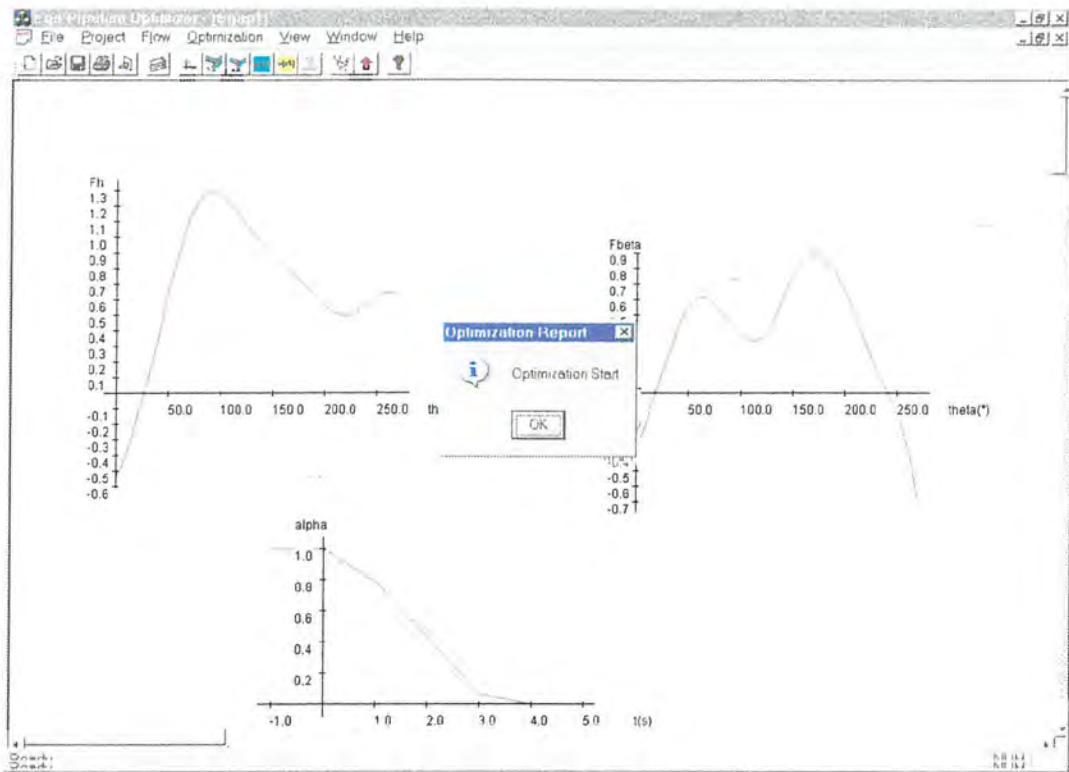 Pipeline Optimizer
File Project Flow Optimization View Window Help
Fh
1.3
1.2
1.1
1.0
0.9
0.8
0.7
0.6
0.5
0.4
0.3
0.2
0.1
-0.1
-0.2
-0.3
-0.4
-0.5
-0.6
50.0 100.0 150.0 200.0 250.0 th
Fbeta
0.9
0.8
0.7
0.6
50.0 100.0 150.0 200.0 250.0 theta(*)
-0.5
-0.6
-0.7
Optimization Report
Optimization Start
OK
alpha
1.0
0.8
0.6
0.4
0.2
-1.0 1.0 2.0 3.0 4.0 5.0 t(s)